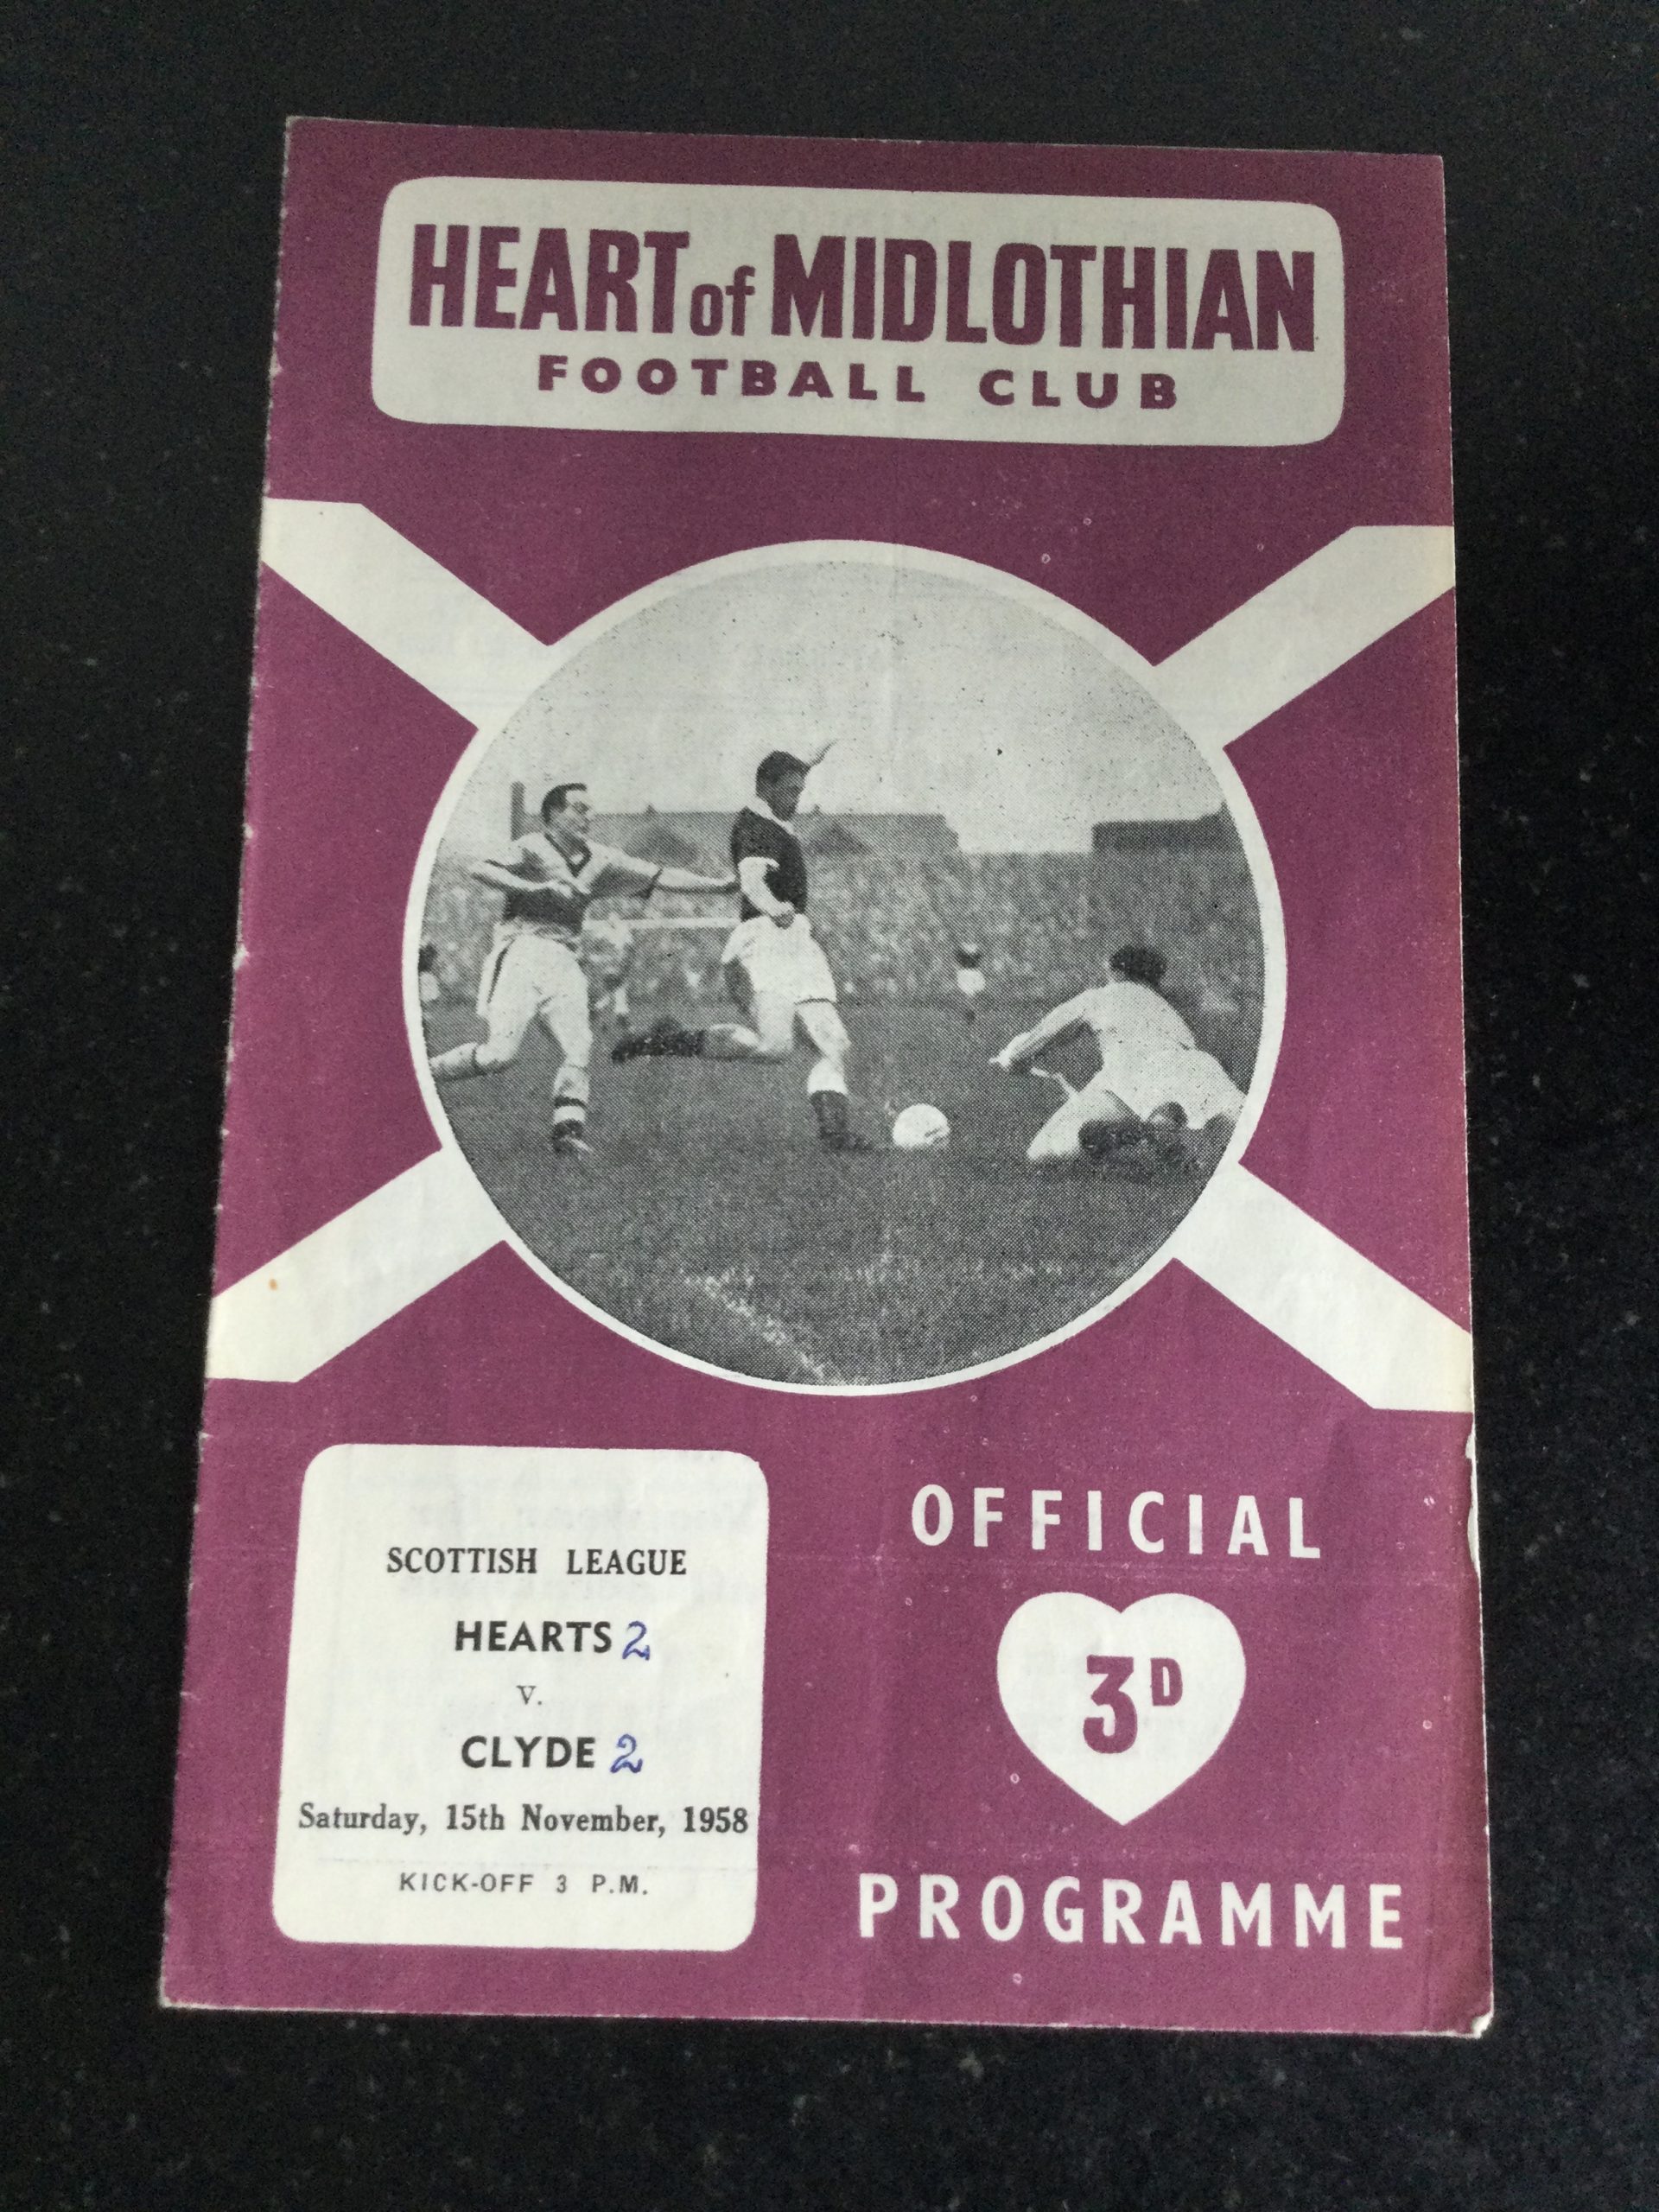 HEART of MIDLOTHIAN
FOOTBALL CLUB
SCOTTISH LEAGUE
HEARTS 2
v.
CLYDE 2
Saturday, 15th November, 1958
KICK-OFF 3 P.M.
OFFICIAL
3D
PROGRAMME